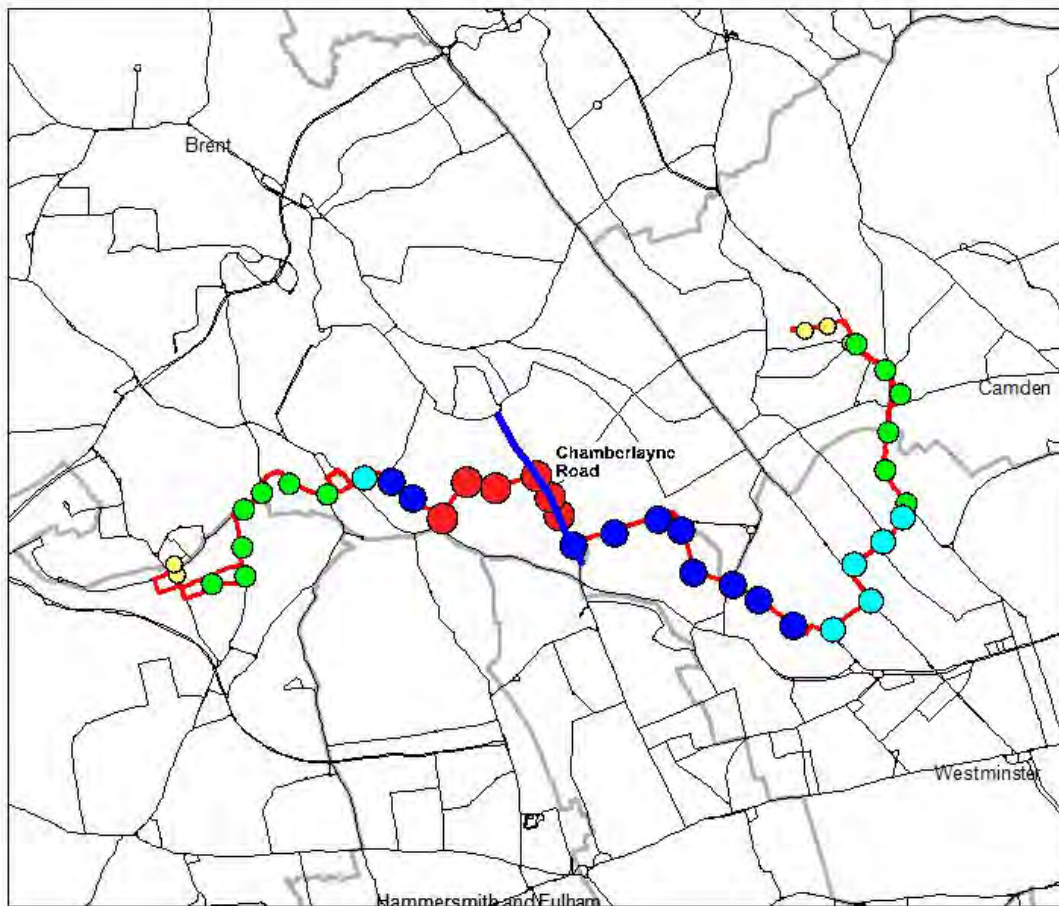 Brent
Camden
Chamberlayne
Road
Westminster
Hammersmith and Fulham